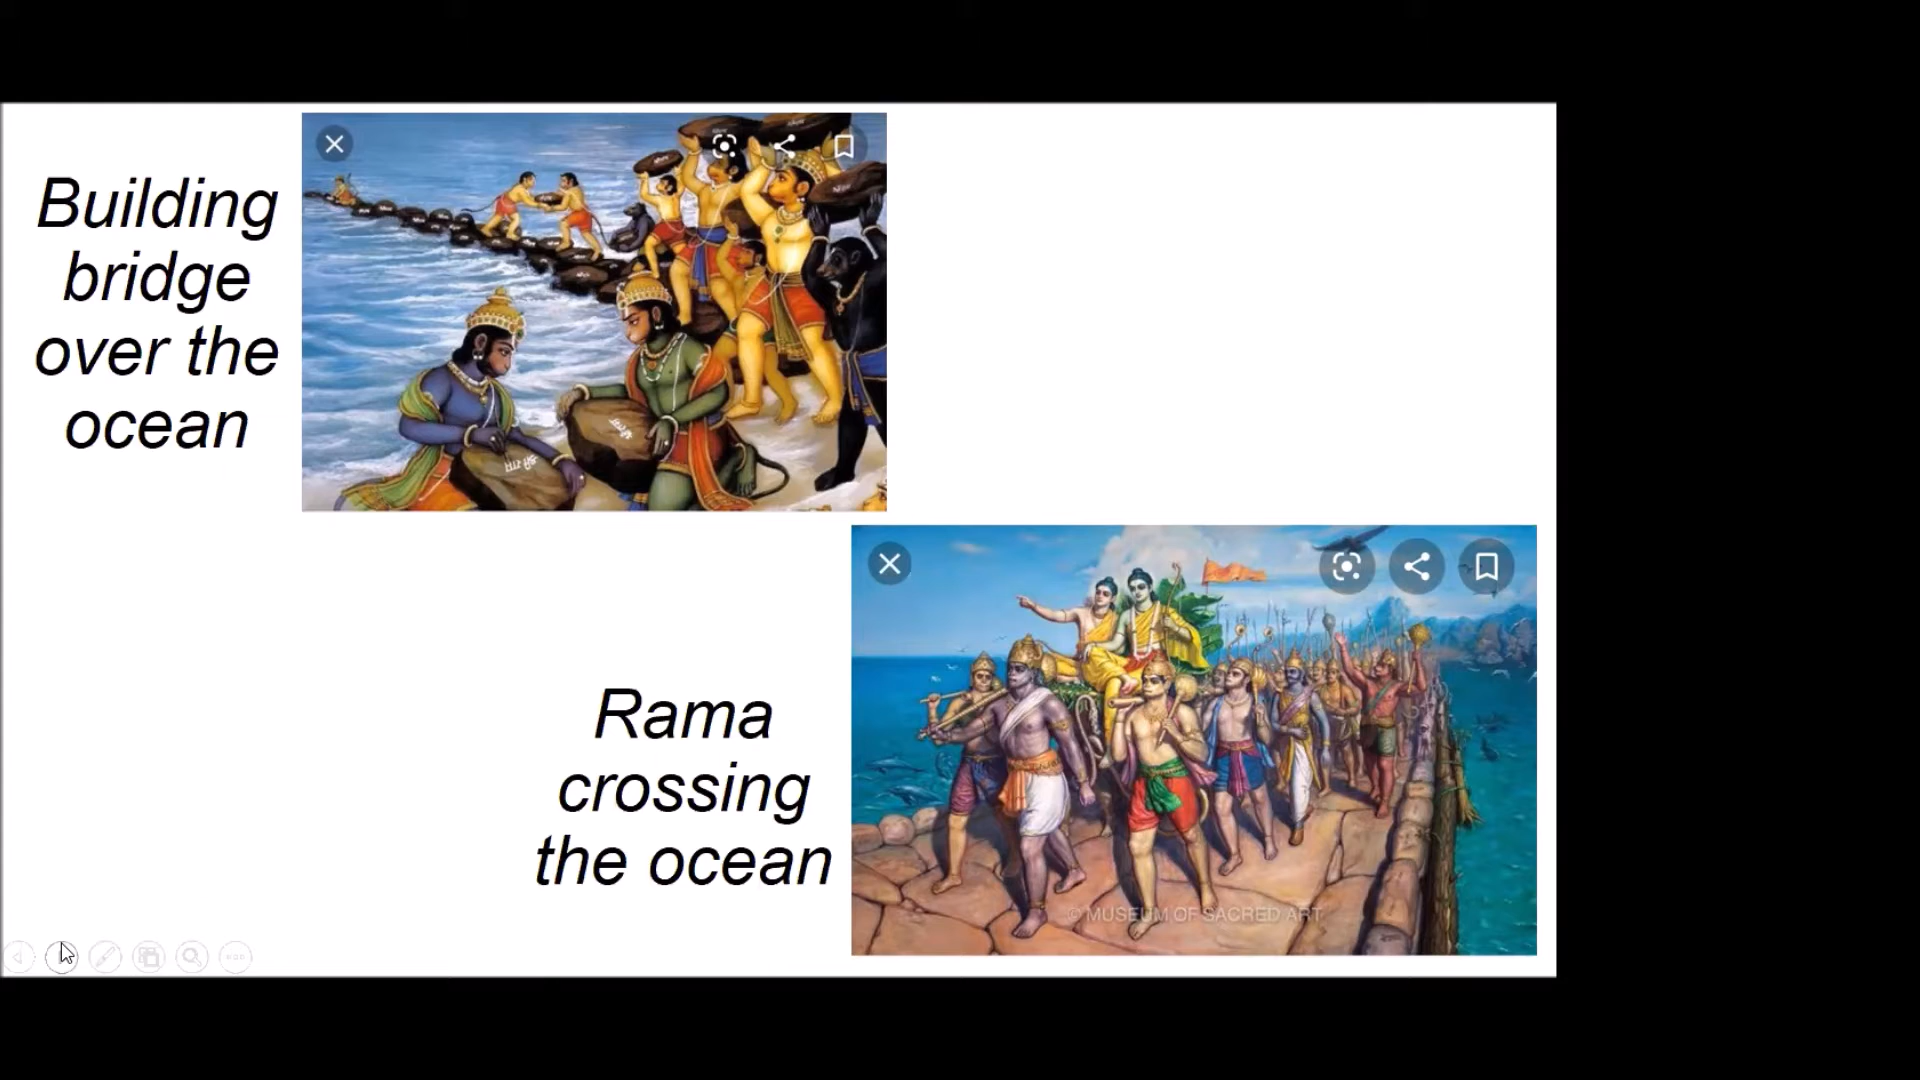 Building
bridge
over the
ocean
Rama
crossing
the ocean
© MUSEUM OF SACRED ART